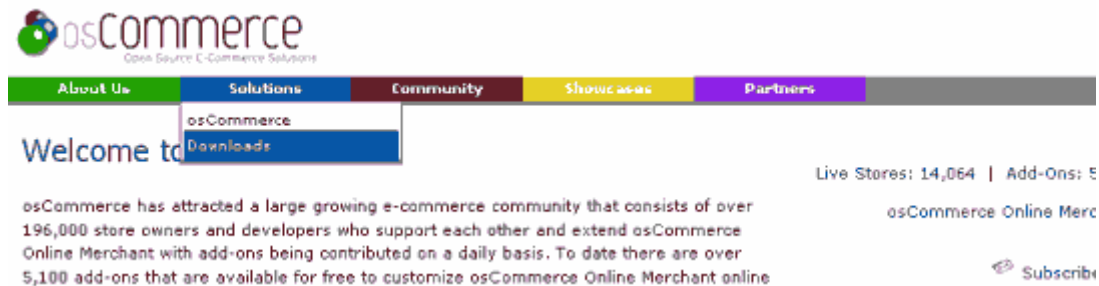 osCommerce
Open Source E-Commerce Solutions
About Us Solutions Community Showcases Partners
osCommerce
Downloads
Welcome to
Live Stores: 14,064 | Add-Ons: 5
osCommerce has attracted a large growing e-commerce community that consists of over
196,000 store owners and developers who support each other and extend osCommerce
Online Merchant with add-ons being contributed on a daily basis. To date there are over
5,100 add-ons that are available for free to customize osCommerce Online Merchant online
osCommerce Online Merc
Subscribe